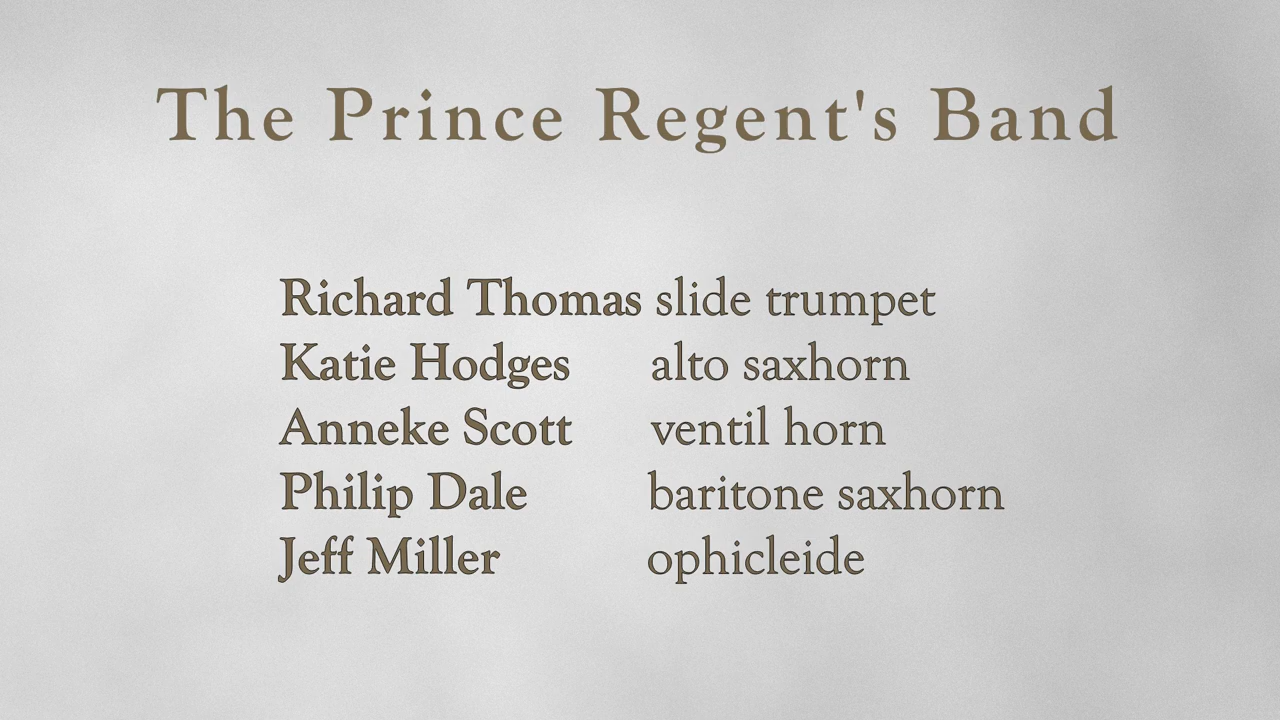 The Prince Regent's Band
Richard Thomas slide trumpet
Katie Hodges alto saxhorn
Anneke Scott ventil horn
Philip Dale baritone saxhorn
Jeff Miller ophicleide